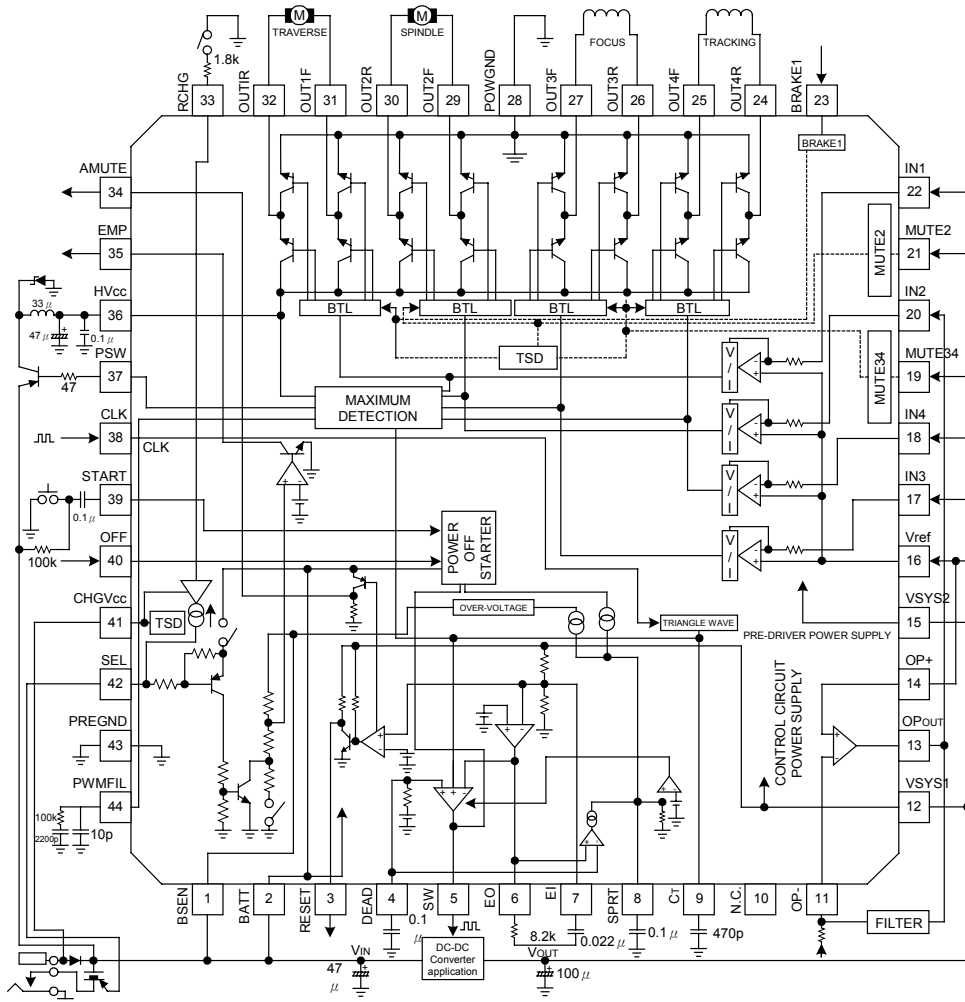 M
TRAVERSE
M
SPINDLE
FOCUS
TRACKING
1.8k
RCHG
OUTIR
OUT1F
OUT2R
OUT2F
POWGND
OUT3F
OUT3R
OUT4F
OUT4R
BRAKE1
33
32
31
30
29
28
27
26
25
24
23
BRAKE1
AMUTE
34
IN1
22
EMP
35
MUTE2
21
MUTE2
HVcc
36
33μ
47μ
0.1μ
IN2
20
BTL
BTL
BTL
BTL
TSD
PSW
37
47
MUTE34
19
MUTE34
MAXIMUM
DETECTION
V / I
- +
CLK
38
CLK
IN4
18
V / I
- +
START
39
0.1μ
+ -
IN3
17
V / I
- +
OFF
40
100k
POWER
OFF
STARTER
Vref
16
V / I
- +
CHGVcc
41
TSD
OVER-VOLTAGE
TRIANGLE WAVE
VSYS2
15
PRE-DRIVER POWER SUPPLY
SEL
42
OP+
14
PREGND
43
OPOUT
13
CONTROL CIRCUIT
POWER SUPPLY
+ -
+ -
+ -
+ + -
+ -
+ -
PWMFIL
44
100k
2200p
10p
VSYS1
12
BSEN
BATT
RESET
DEAD
SW
EO
EI
SPRT
CT
N.C.
OP-
1
2
3
4
5
6
7
8
9
10
11
0.1
μ
8.2k
0.022μ
0.1μ
470p
FILTER
VIN
47
μ
DC-DC
Converter
application
VOUT
100μ